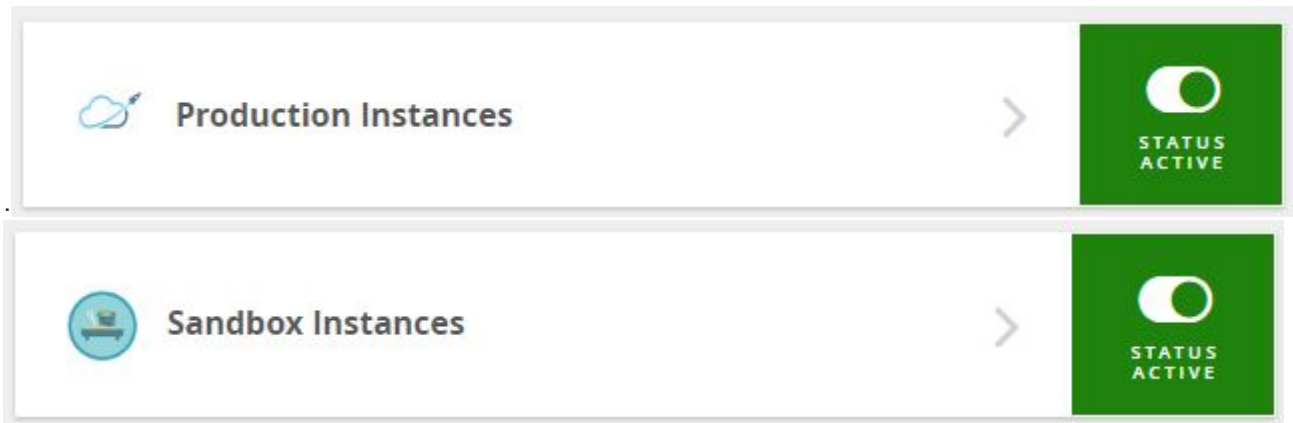 Production Instances
STATUS
ACTIVE
.
Sandbox Instances
STATUS
ACTIVE